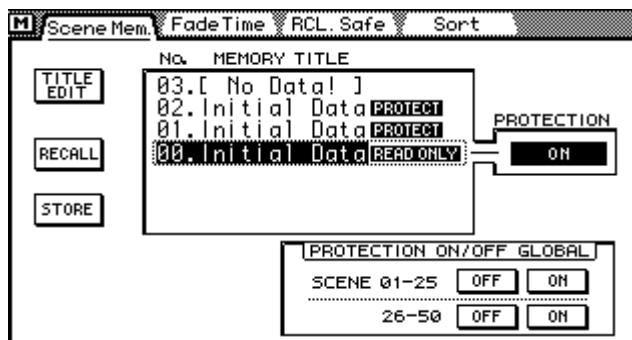 M Scene Mem. Fade Time RCL. Safe Sort
No. MEMORY TITLE
TITLE EDIT
03.[ No Data! ]
02.Initial Data PROTECT
01.Initial Data PROTECT
00.Initial Data READ ONLY
PROTECTION
ON
RECALL
STORE
PROTECTION ON/OFF GLOBAL
SCENE 01-25 OFF ON
26-50 OFF ON